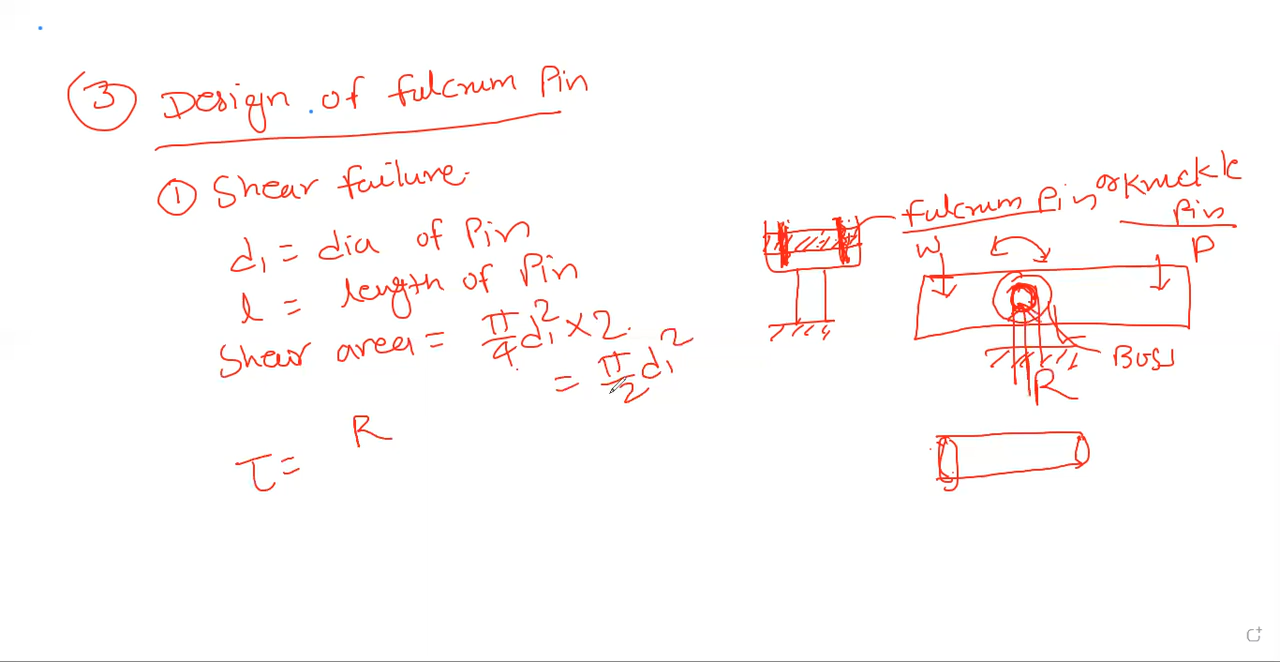 ③ Design of fulcrum Pin
① Shear failure.
d₁ = dia of Pin
l = length of Pin
Shear area = π/4 d₁² × 2
= π/2 d₁²
τ = R
fulcrum Pin or Knuckle
Pin
W
P
R
Boss